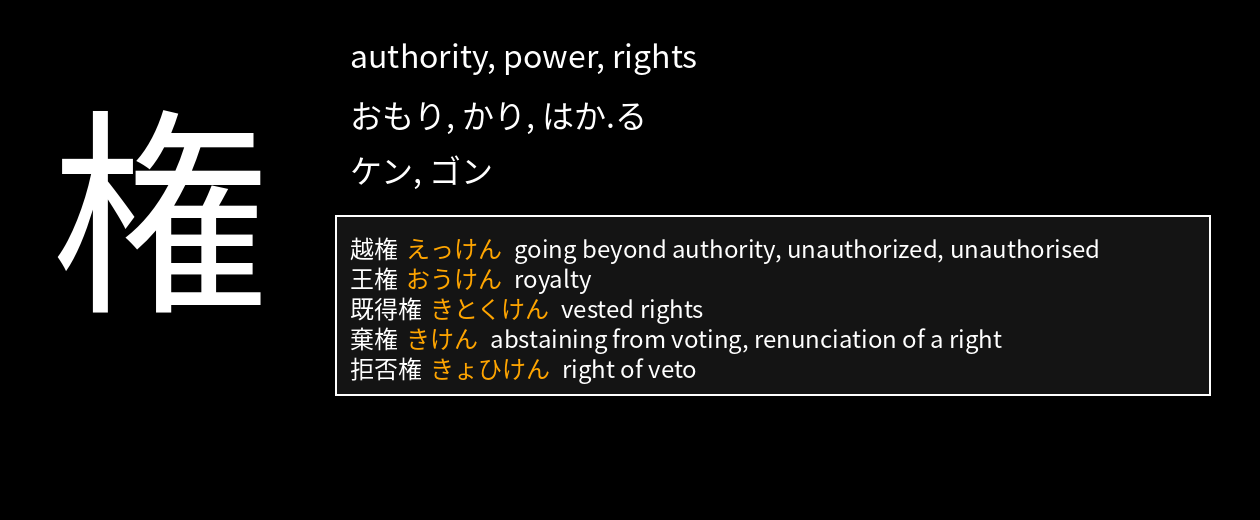 権
authority, power, rights
おもり, かり, はか.る
ケン, ゴン
越権 えっけん going beyond authority, unauthorized, unauthorised
王権 おうけん royalty
既得権 きとくけん vested rights
棄権 きけん abstaining from voting, renunciation of a right
拒否権 きょひけん right of veto